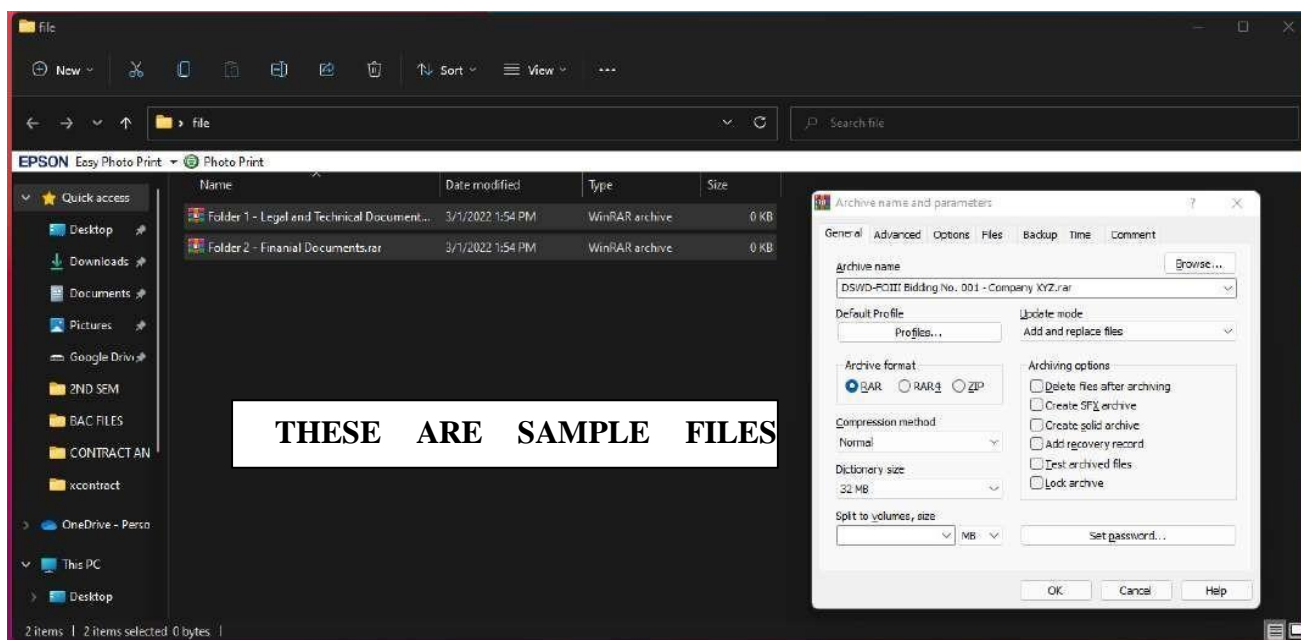 file
New Sort View ...
file Search file
EPSON Easy Photo Print Photo Print
Name Date modified Type Size
Quick access
Folder 1 - Legal and Technical Document... 3/1/2022 1:54 PM WinRAR archive 0 KB
Desktop
Folder 2 - Finanial Documents.rar 3/1/2022 1:54 PM WinRAR archive 0 KB
Downloads
Documents
Pictures
Google Driv
2ND SEM
BAC FILES
CONTRACT AN
xcontract
OneDrive - Perso
This PC
Desktop
2 items 2 items selected 0 bytes
THESE ARE SAMPLE FILES
Archive name and parameters ?
General Advanced Options Files Backup Time Comment
Archive name Browse...
DSWD-FOIII Bidding No. 001 - Company XYZ.rar
Default Profile Update mode
Profiles... Add and replace files
Archive format Archiving options
RAR RAR4 ZIP Delete files after archiving
Create SFX archive
Compression method Create solid archive
Normal Add recovery record
Dictionary size Test archived files
32 MB Lock archive
Split to volumes, size
MB Set password...
OK Cancel Help